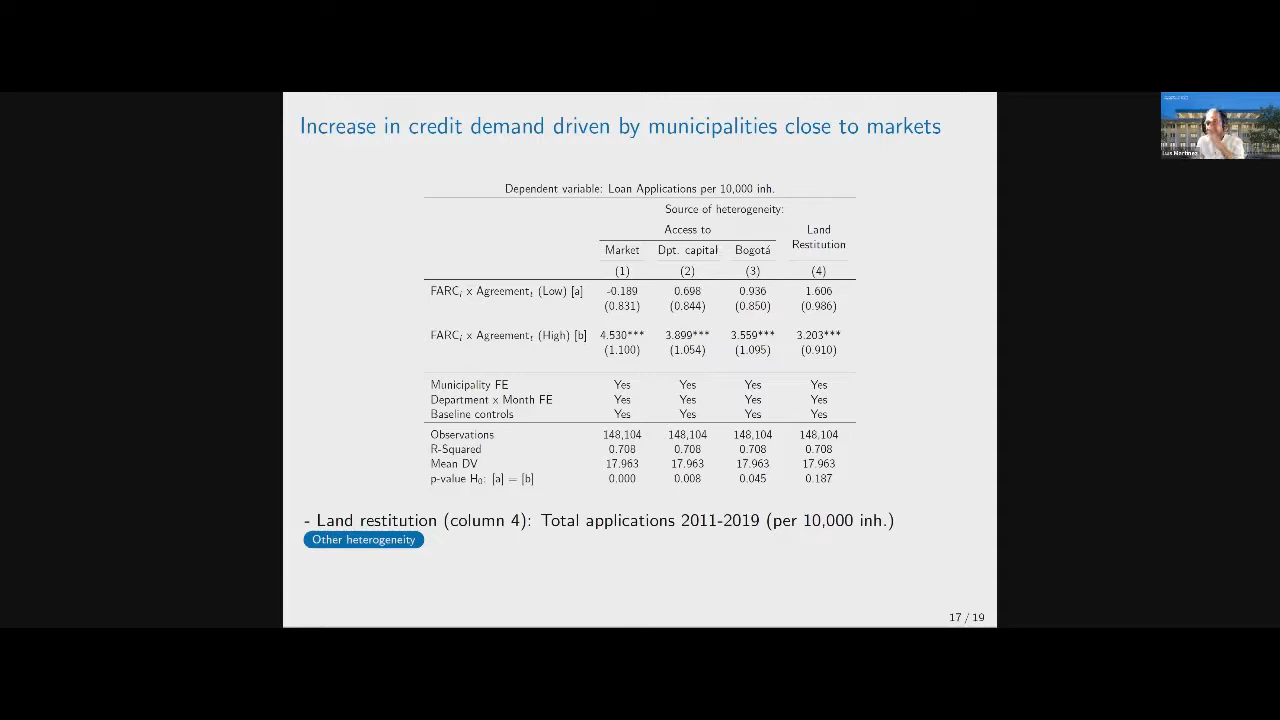 Increase in credit demand driven by municipalities close to markets
Dependent variable: Loan Applications per 10,000 inh.
Source of heterogeneity:
Access to Land
Restitution
Market Dpt. capital Bogotá
(1) (2) (3) (4)
FARCi x Agreementt (Low) [a] -0.189 0.698 0.936 1.606
(0.831) (0.844) (0.850) (0.986)
FARCi x Agreementt (High) [b] 4.530*** 3.899*** 3.559*** 3.203***
(1.100) (1.054) (1.095) (0.910)
Municipality FE Yes Yes Yes Yes
Department x Month FE Yes Yes Yes Yes
Baseline controls Yes Yes Yes Yes
Observations 148,104 148,104 148,104 148,104
R-Squared 0.708 0.708 0.708 0.708
Mean DV 17.963 17.963 17.963 17.963
p-value H0: [a] = [b] 0.000 0.008 0.045 0.187
- Land restitution (column 4): Total applications 2011-2019 (per 10,000 inh.)
Other heterogeneity
17 / 19
Luis Martinez